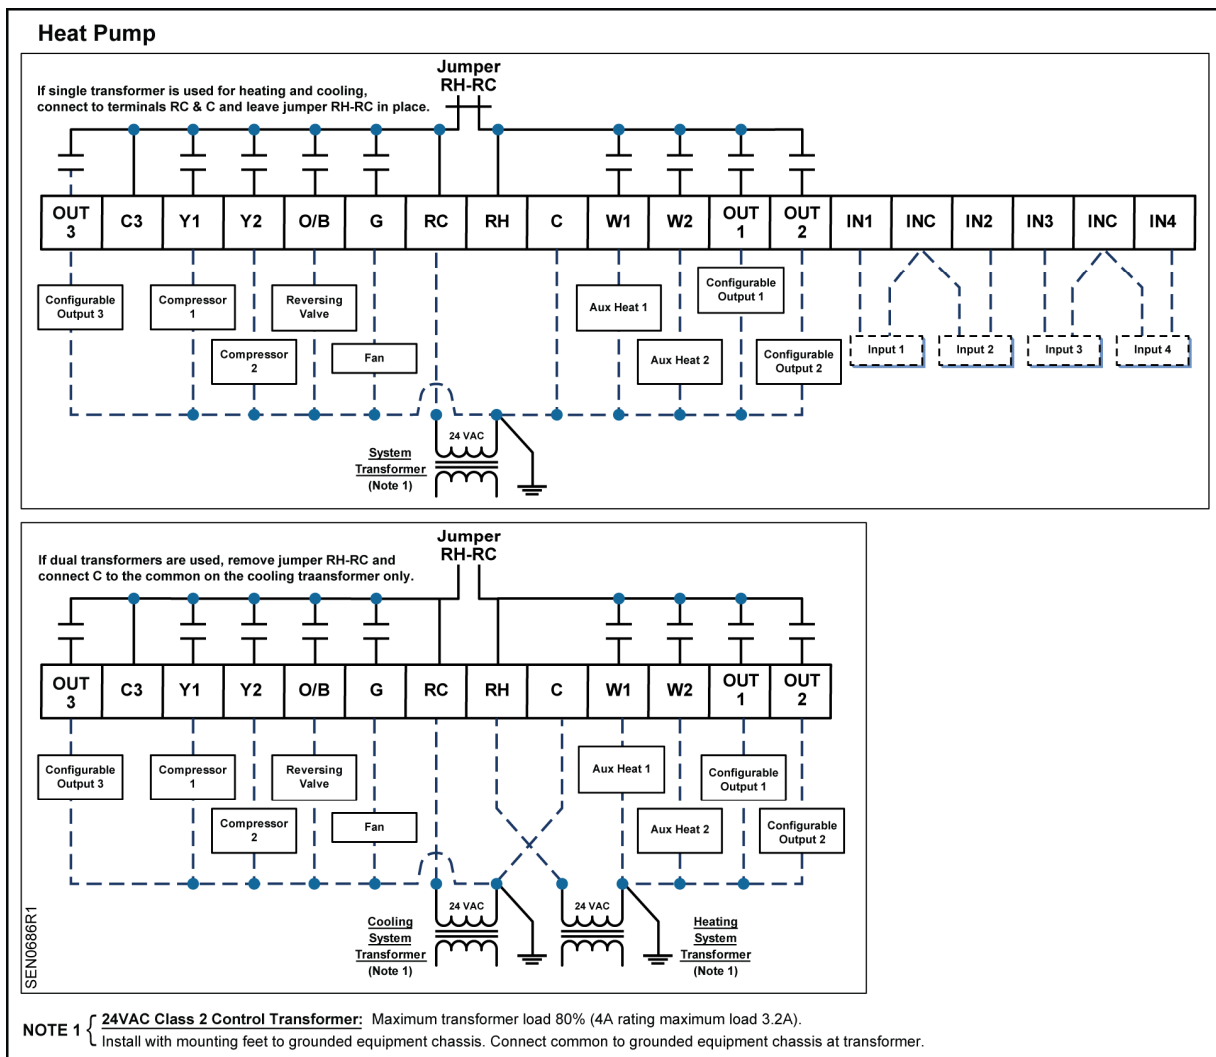 Heat Pump
Jumper
RH-RC
If single transformer is used for heating and cooling,
connect to terminals RC & C and leave jumper RH-RC in place.
OUT 3 C3 Y1 Y2 O/B G RC RH C W1 W2 OUT 1 OUT 2 IN1 INC IN2 IN3 INC IN4
Configurable
Output 3
Compressor
1
Compressor
2
Reversing
Valve
Fan
Aux Heat 1
Aux Heat 2
Configurable
Output 1
Configurable
Output 2
Input 1
Input 2
Input 3
Input 4
24 VAC
System
Transformer
(Note 1)
Jumper
RH-RC
If dual transformers are used, remove jumper RH-RC and
connect C to the common on the cooling traansformer only.
OUT 3 C3 Y1 Y2 O/B G RC RH C W1 W2 OUT 1 OUT 2
Configurable
Output 3
Compressor
1
Compressor
2
Reversing
Valve
Fan
Aux Heat 1
Aux Heat 2
Configurable
Output 1
Configurable
Output 2
24 VAC
24 VAC
Cooling
System
Transformer
(Note 1)
Heating
System
Transformer
(Note 1)
SEN0686R1
NOTE 1 { 24VAC Class 2 Control Transformer: Maximum transformer load 80% (4A rating maximum load 3.2A).
Install with mounting feet to grounded equipment chassis. Connect common to grounded equipment chassis at transformer.